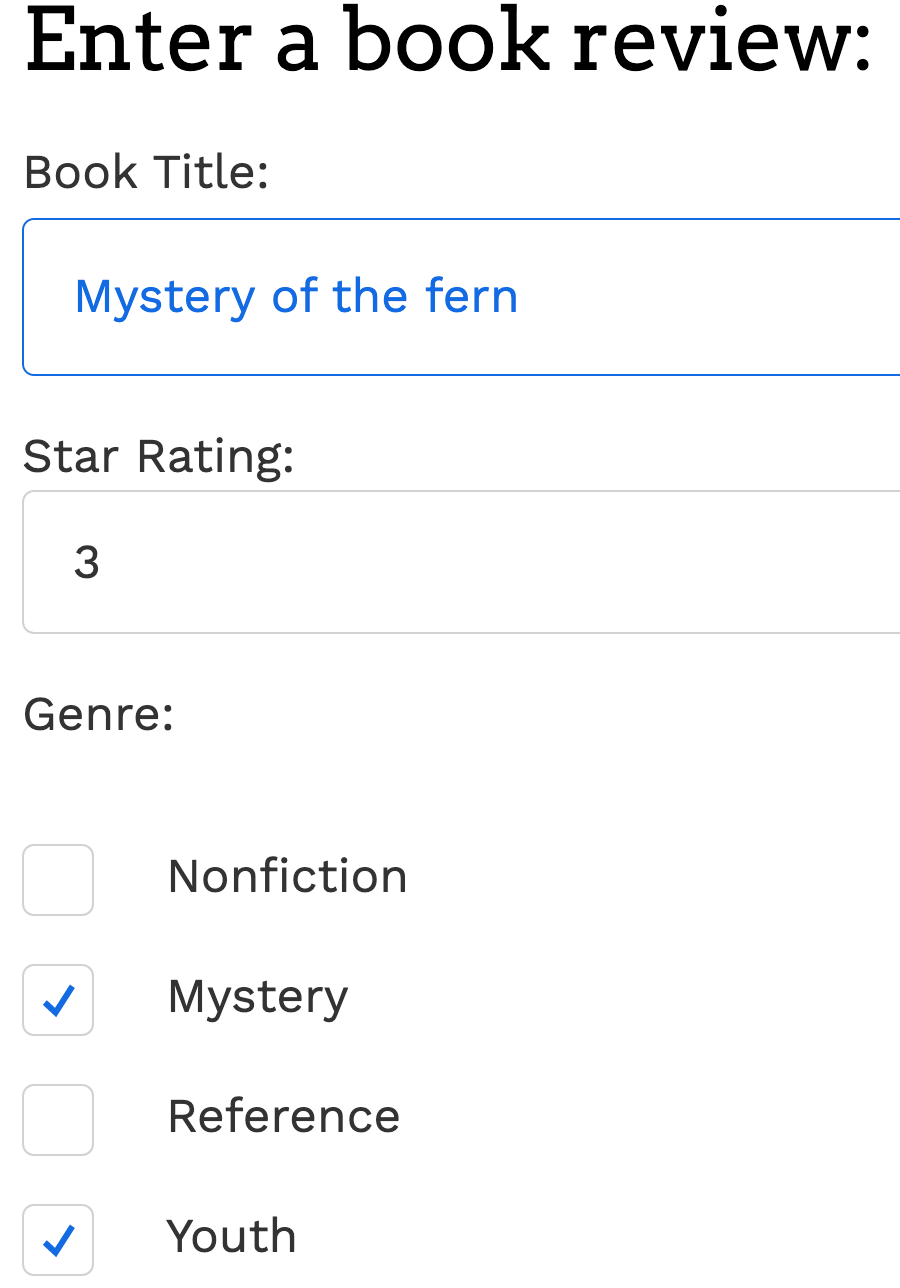 Enter a book review:
Book Title:
Mystery of the fern
Star Rating:
3
Genre:
Nonfiction
Mystery
Reference
Youth